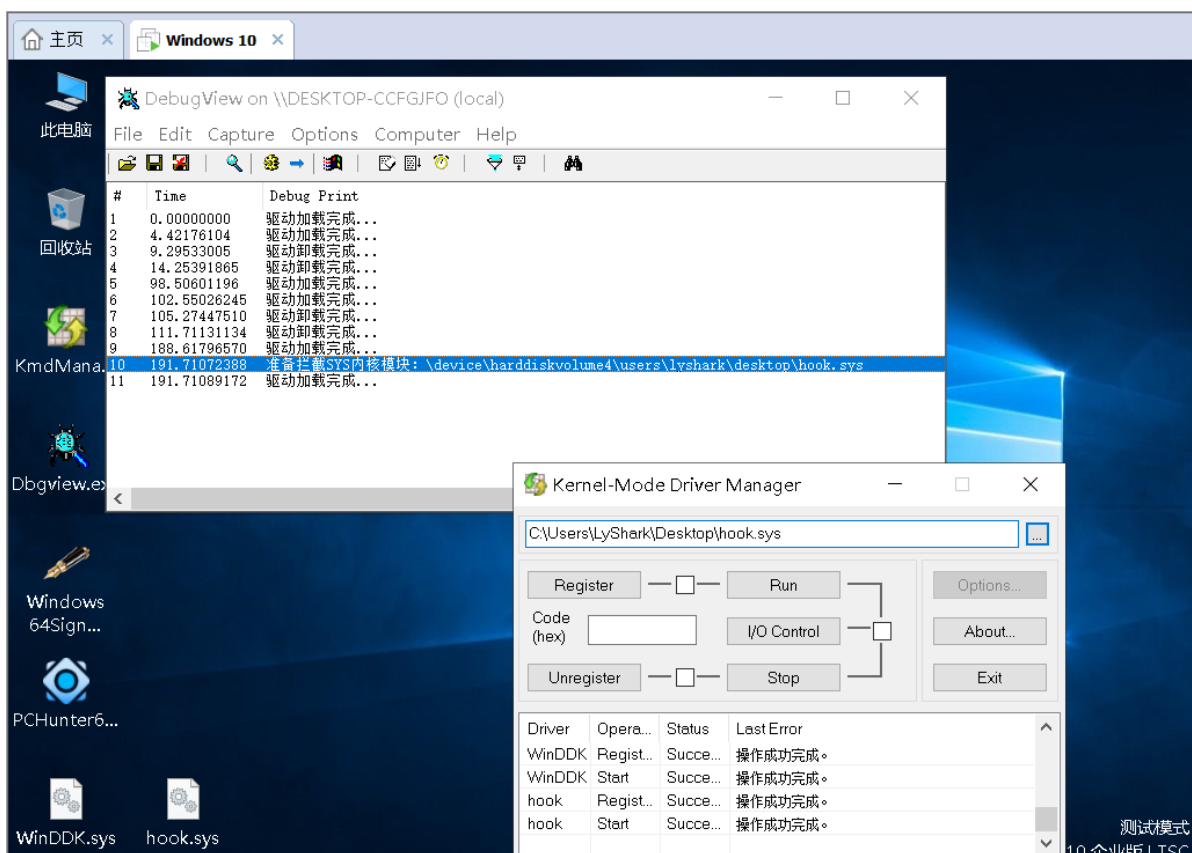 主页
Windows 10
此电脑
回收站
KmdMana.
Dbgview.ex
Windows
64Sign...
PCHunter6...
WinDDK.sys
hook.sys
DebugView on \\DESKTOP-CCFGJFO (local)
File Edit Capture Options Computer Help
# Time Debug Print
1 0.00000000 驱动加载完成...
2 4.42176104 驱动加载完成...
3 9.29533005 驱动卸载完成...
4 14.25391865 驱动卸载完成...
5 98.50601196 驱动加载完成...
6 102.55026245 驱动加载完成...
7 105.27447510 驱动卸载完成...
8 111.71131134 驱动卸载完成...
9 188.61796570 驱动加载完成...
10 191.71072388 准备拦截SYS内核模块：\device\harddiskvolume4\users\lyshark\desktop\hook.sys
11 191.71089172 驱动加载完成...
Kernel-Mode Driver Manager
C:\Users\LyShark\Desktop\hook.sys
...
Register Run Options...
Code
(hex)
I/O Control About...
Unregister Stop Exit
Driver Opera... Status Last Error
WinDDK Regist... Succe... 操作成功完成。
WinDDK Start Succe... 操作成功完成。
hook Regist... Succe... 操作成功完成。
hook Start Succe... 操作成功完成。
测试模式
10 企业版 LTSC